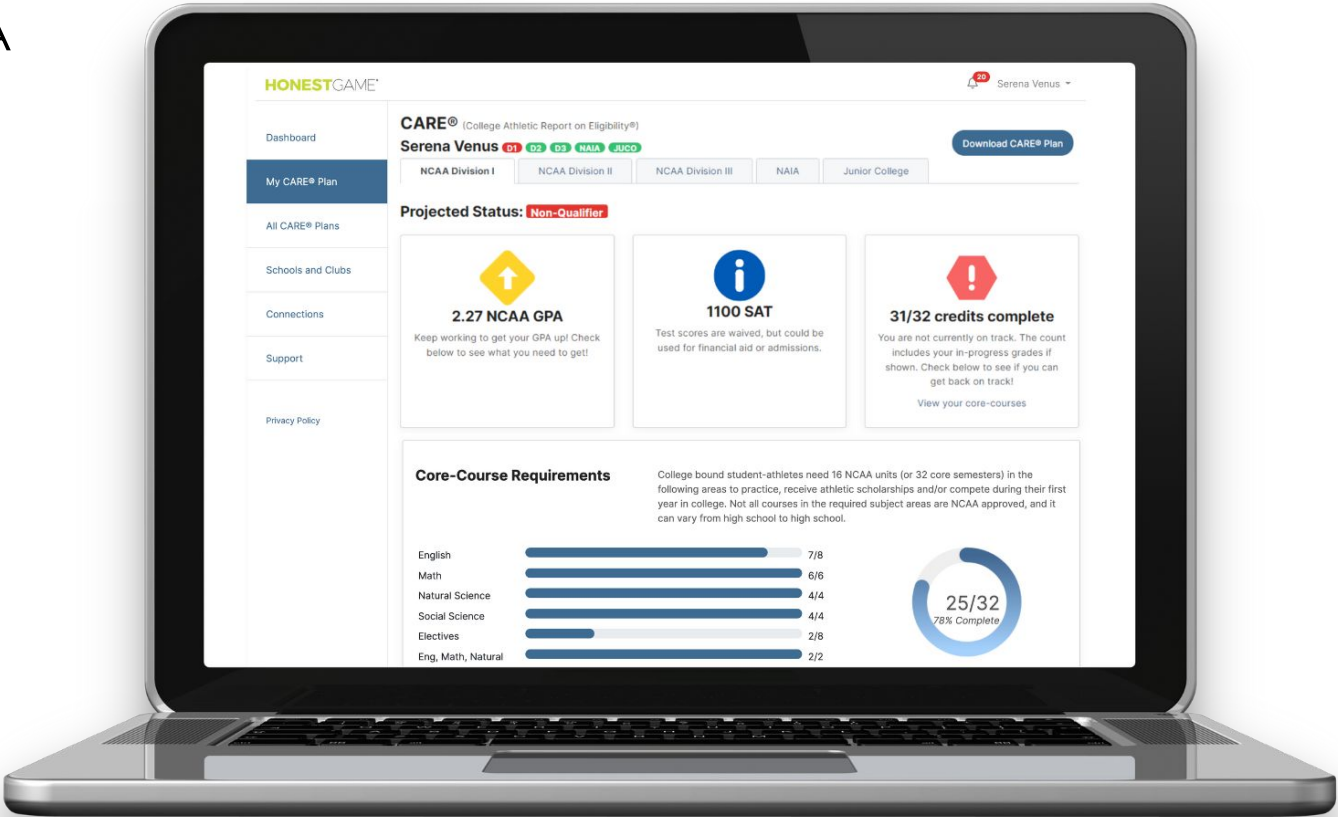 A
HONESTGAME®
20
Serena Venus
Dashboard
My CARE® Plan
All CARE® Plans
Schools and Clubs
Connections
Support
Privacy Policy
CARE® (College Athletic Report on Eligibility®)
Serena Venus D1 D2 D3 NAIA JUCO
Download CARE® Plan
NCAA Division I NCAA Division II NCAA Division III NAIA Junior College
Projected Status: Non-Qualifier
2.27 NCAA GPA
Keep working to get your GPA up! Check
below to see what you need to get!
1100 SAT
Test scores are waived, but could be
used for financial aid or admissions.
31/32 credits complete
You are not currently on track. The count
includes your in-progress grades if
shown. Check below to see if you can
get back on track!
View your core-courses
Core-Course Requirements
College bound student-athletes need 16 NCAA units (or 32 core semesters) in the
following areas to practice, receive athletic scholarships and/or compete during their first
year in college. Not all courses in the required subject areas are NCAA approved, and it
can vary from high school to high school.
English 7/8
Math 6/6
Natural Science 4/4
Social Science 4/4
Electives 2/8
Eng, Math, Natural 2/2
25/32
78% Complete